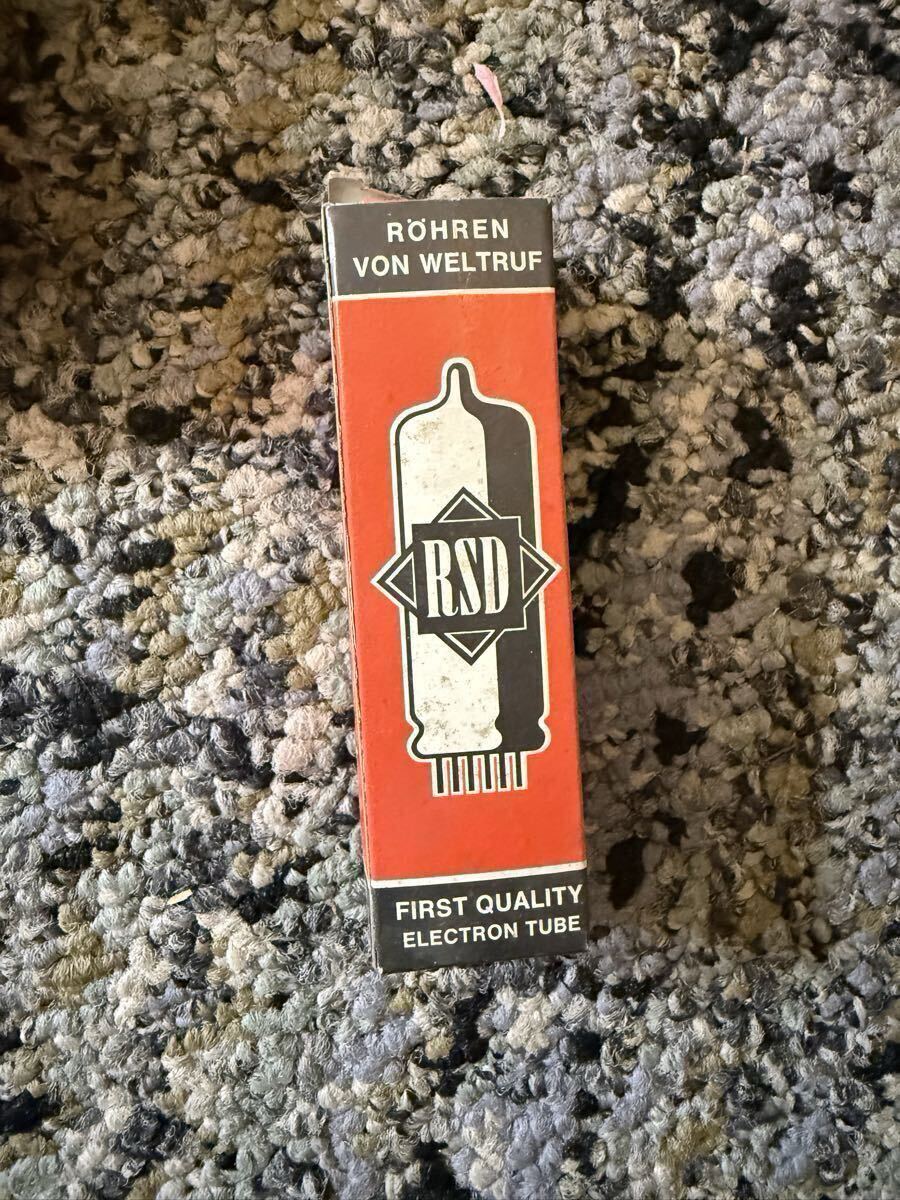 RÖHREN
VON WELTRUF
RSD
FIRST QUALITY
ELECTRON TUBE